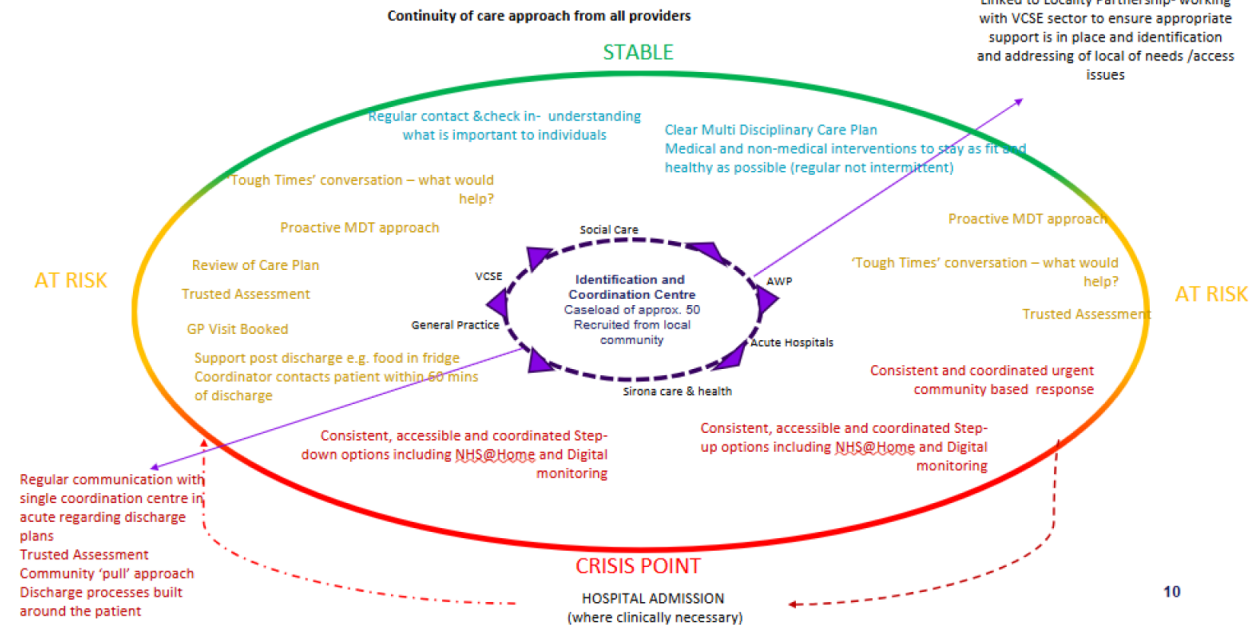 Continuity of care approach from all providers
Linked to Locality Partnership- working
with VCSE sector to ensure appropriate
support is in place and identification
and addressing of local of needs /access
issues
STABLE
Regular contact &check in- understanding
what is important to individuals
Clear Multi Disciplinary Care Plan
Medical and non-medical interventions to stay as fit and
healthy as possible (regular not intermittent)
'Tough Times' conversation – what would
help?
Proactive MDT approach
Review of Care Plan
Trusted Assessment
GP Visit Booked
Support post discharge e.g. food in fridge
Coordinator contacts patient within 60 mins
of discharge
AT RISK
Social Care
VCSE
AWP
General Practice
Acute Hospitals
Sirona care & health
Identification and
Coordination Centre
Caseload of approx. 50
Recruited from local
community
Proactive MDT approach
'Tough Times' conversation – what would
help?
Trusted Assessment
AT RISK
Consistent and coordinated urgent
community based response
Consistent, accessible and coordinated Step-
down options including NHS@Home and Digital
monitoring
Consistent, accessible and coordinated Step-
up options including NHS@Home and Digital
monitoring
Regular communication with
single coordination centre in
acute regarding discharge
plans
Trusted Assessment
Community 'pull' approach
Discharge processes built
around the patient
CRISIS POINT
HOSPITAL ADMISSION
(where clinically necessary)
10